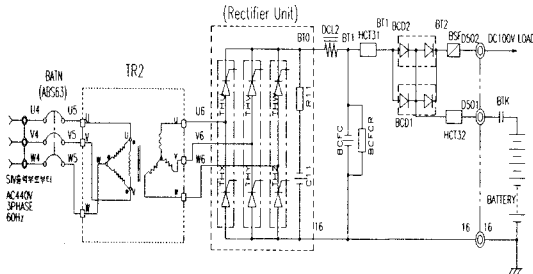 (Rectifier Unit)
DCL2
BT0
BT1
HCT31
BT1
BCD2
BT2
BSF
D502
DC100V LOAD
BATN
(ABS63)
TR2
U4
U5
U
U
U6
V4
V5
V
V
V6
W4
W5
W
W
W6
AC440V
3PHASE
60Hz
R11
C11
BCFC
BCFCR
BCD1
D501
HCT32
BTK
BATTERY
16
16
16